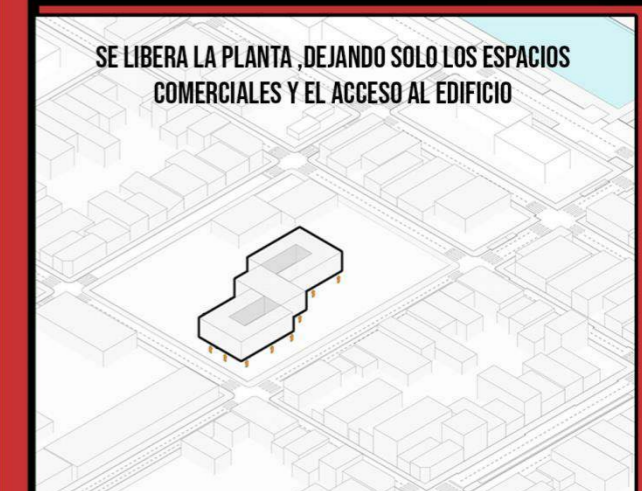 SE LIBERA LA PLANTA ,DEJANDO SOLO LOS ESPACIOS
COMERCIALES Y EL ACCESO AL EDIFICIO